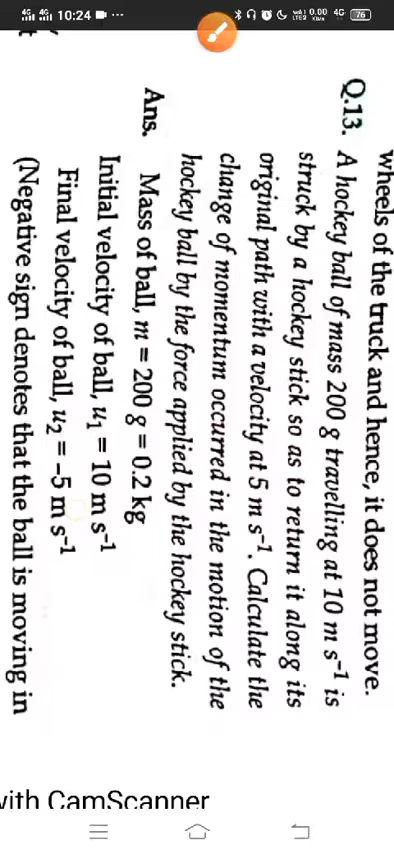 10:24
0.00 4G 76
wheels of the truck and hence, it does not move.
Q.13. A hockey ball of mass 200 g travelling at 10 m s⁻¹ is
struck by a hockey stick so as to return it along its
original path with a velocity at 5 m s⁻¹. Calculate the
change of momentum occurred in the motion of the
hockey ball by the force applied by the hockey stick.
Ans. Mass of ball, m = 200 g = 0.2 kg
Initial velocity of ball, u₁ = 10 m s⁻¹
Final velocity of ball, u₂ = –5 m s⁻¹
(Negative sign denotes that the ball is moving in
with CamScanner